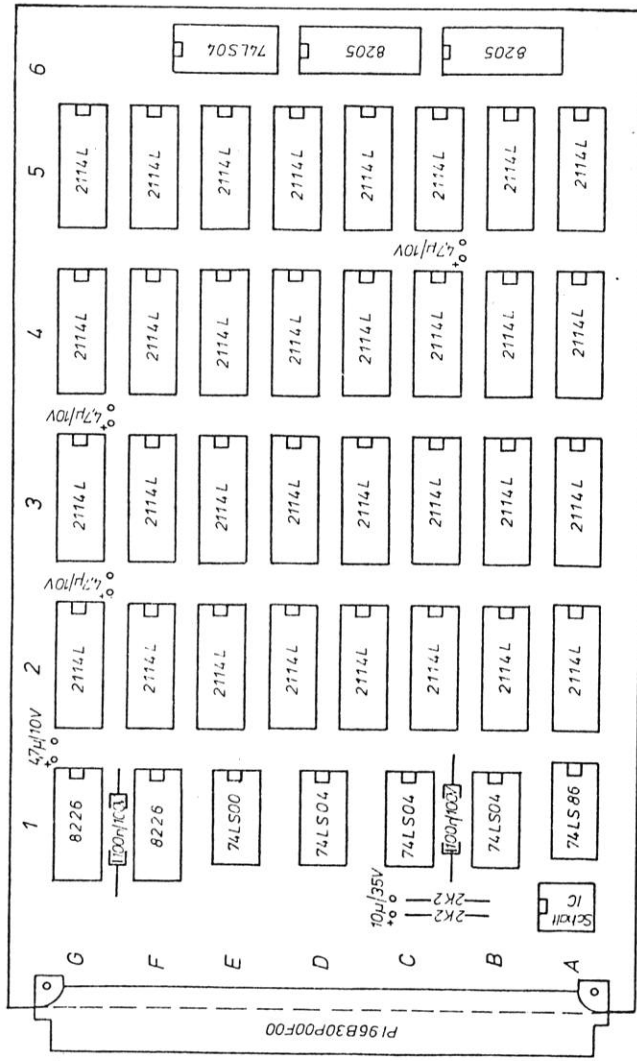 1 2 3 4 5 6
4,7µ/10V
G 8226 2114L 2114L 2114L 2114L
4,7µ/10V 4,7µ/10V
100n/100V
F 8226 2114L 2114L 2114L 2114L
74LS04
E 74LS00 2114L 2114L 2114L 2114L
2114L 2114L 2114L 2114L
D 74LS04
8205
2114L 2114L 2114L 2114L
10µ/35V
C 74LS04 2114L 2114L 2114L 2114L
4,7µ/10V
2K2
2K2
100n/100V
8205
B 74LS04 2114L 2114L 2114L 2114L
A Schalt IC 74LS86 2114L 2114L 2114L 2114L
PI96B30P00F00